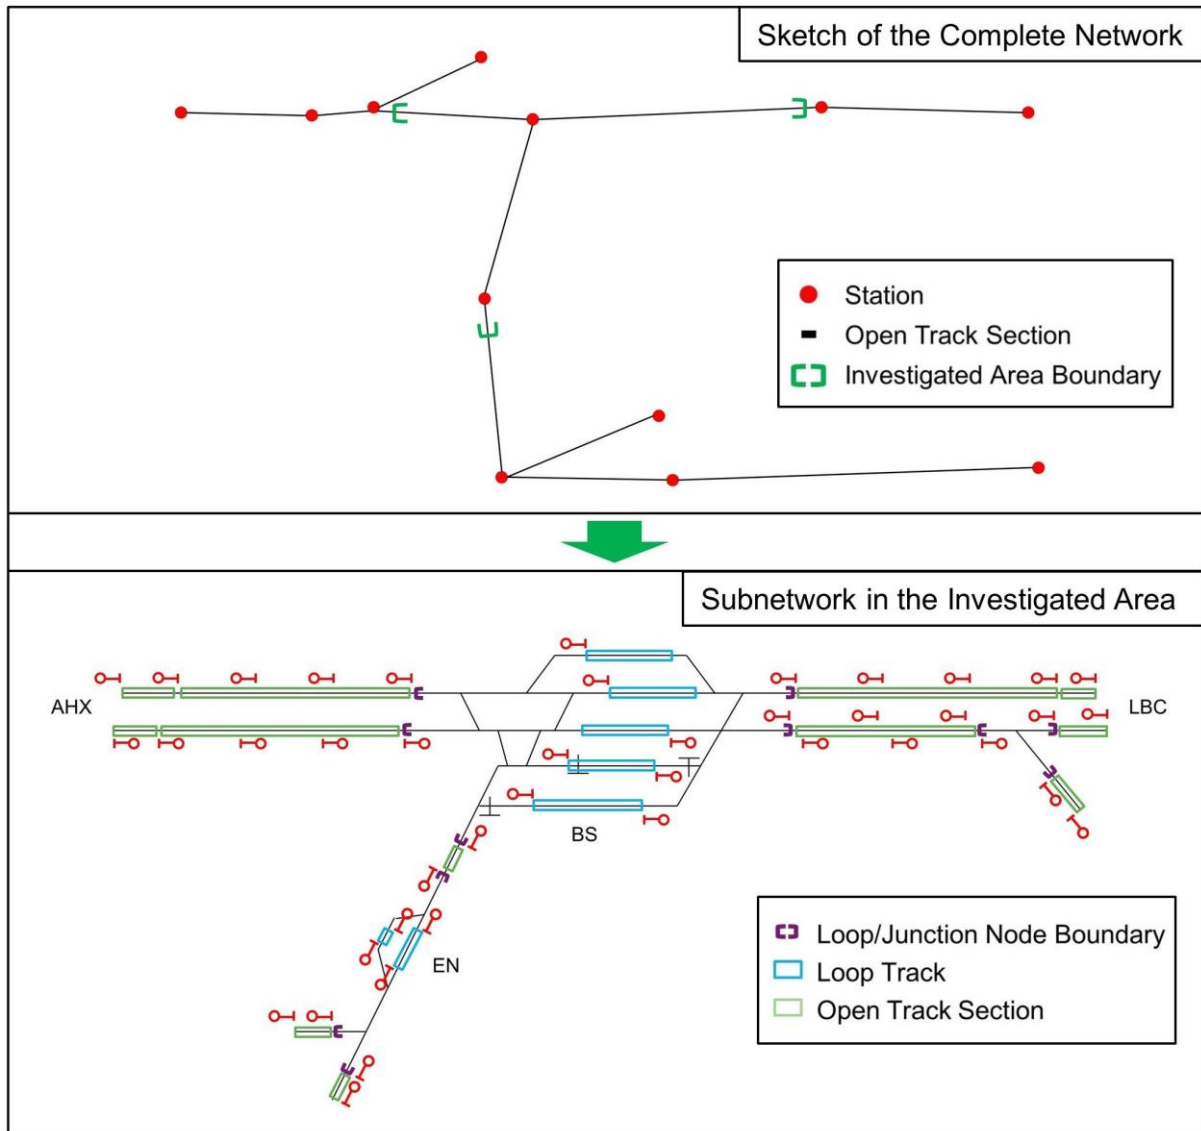 Sketch of the Complete Network
Station
Open Track Section
Investigated Area Boundary
Subnetwork in the Investigated Area
AHX
LBC
BS
EN
Loop/Junction Node Boundary
Loop Track
Open Track Section